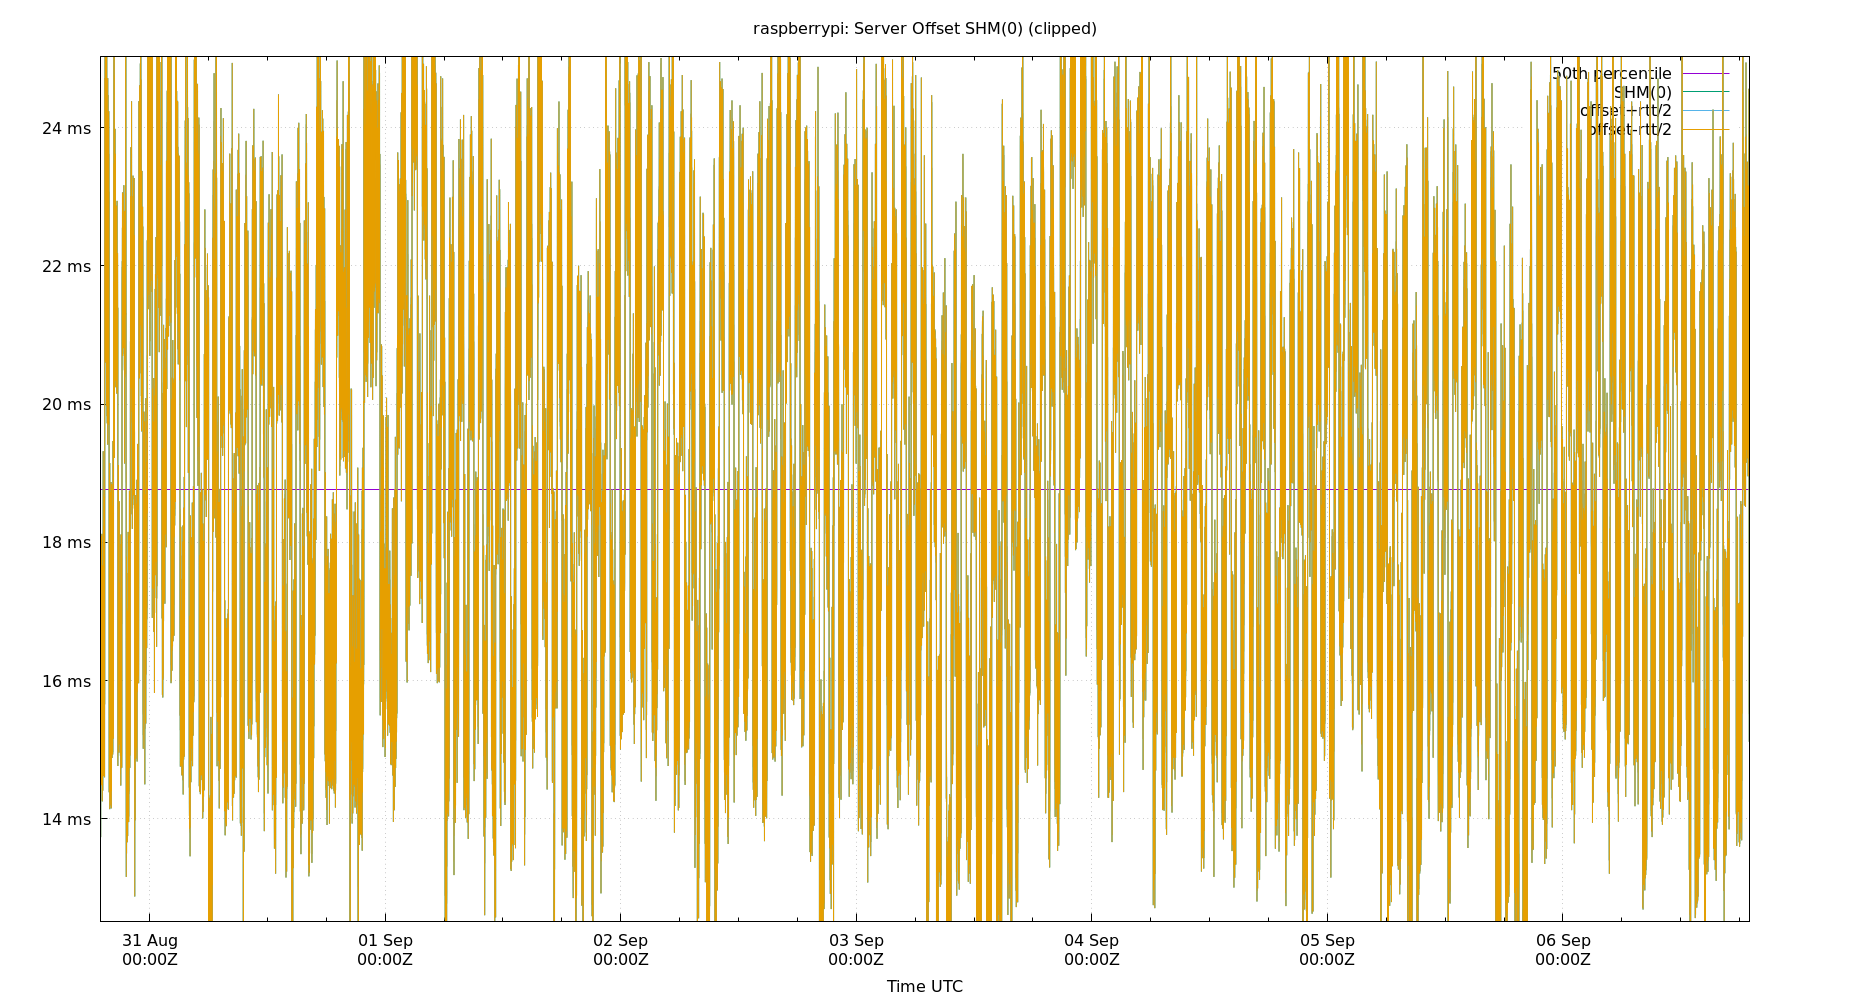 raspberrypi: Server Offset SHM(0) (clipped)
50th percentile
SHM(0)
offset+rtt/2
offset-rtt/2
24 ms
22 ms
20 ms
18 ms
16 ms
14 ms
31 Aug
00:00Z
01 Sep
00:00Z
02 Sep
00:00Z
03 Sep
00:00Z
04 Sep
00:00Z
05 Sep
00:00Z
06 Sep
00:00Z
Time UTC